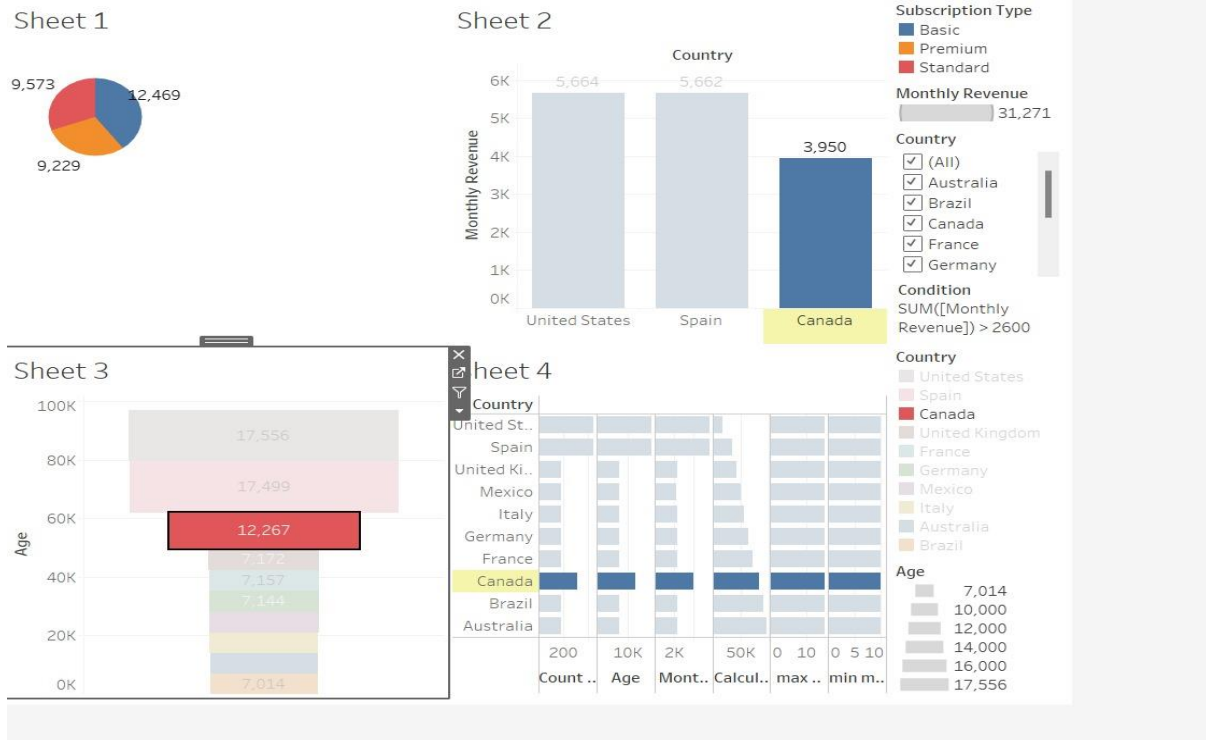 Sheet 1
9,573
12,469
9,229
Sheet 2
Country
6K
5K
4K
3K
2K
1K
0K
Monthly Revenue
5,664
5,662
3,950
United States
Spain
Canada
Subscription Type
Basic
Premium
Standard
Monthly Revenue
31,271
Country
(All)
Australia
Brazil
Canada
France
Germany
Condition
SUM([Monthly
Revenue]) > 2600
Country
United States
Spain
Canada
United Kingdom
France
Germany
Mexico
Italy
Australia
Brazil
Age
7,014
10,000
12,000
14,000
16,000
17,556
Sheet 3
100K
80K
60K
40K
20K
0K
Age
17,556
17,499
12,267
7,172
7,157
7,144
7,014
heet 4
Country
United St..
Spain
United Ki..
Mexico
Italy
Germany
France
Canada
Brazil
Australia
200 10K 2K 50K 0 10 0 5 10
Count .. Age Mont.. Calcul.. max .. min m..